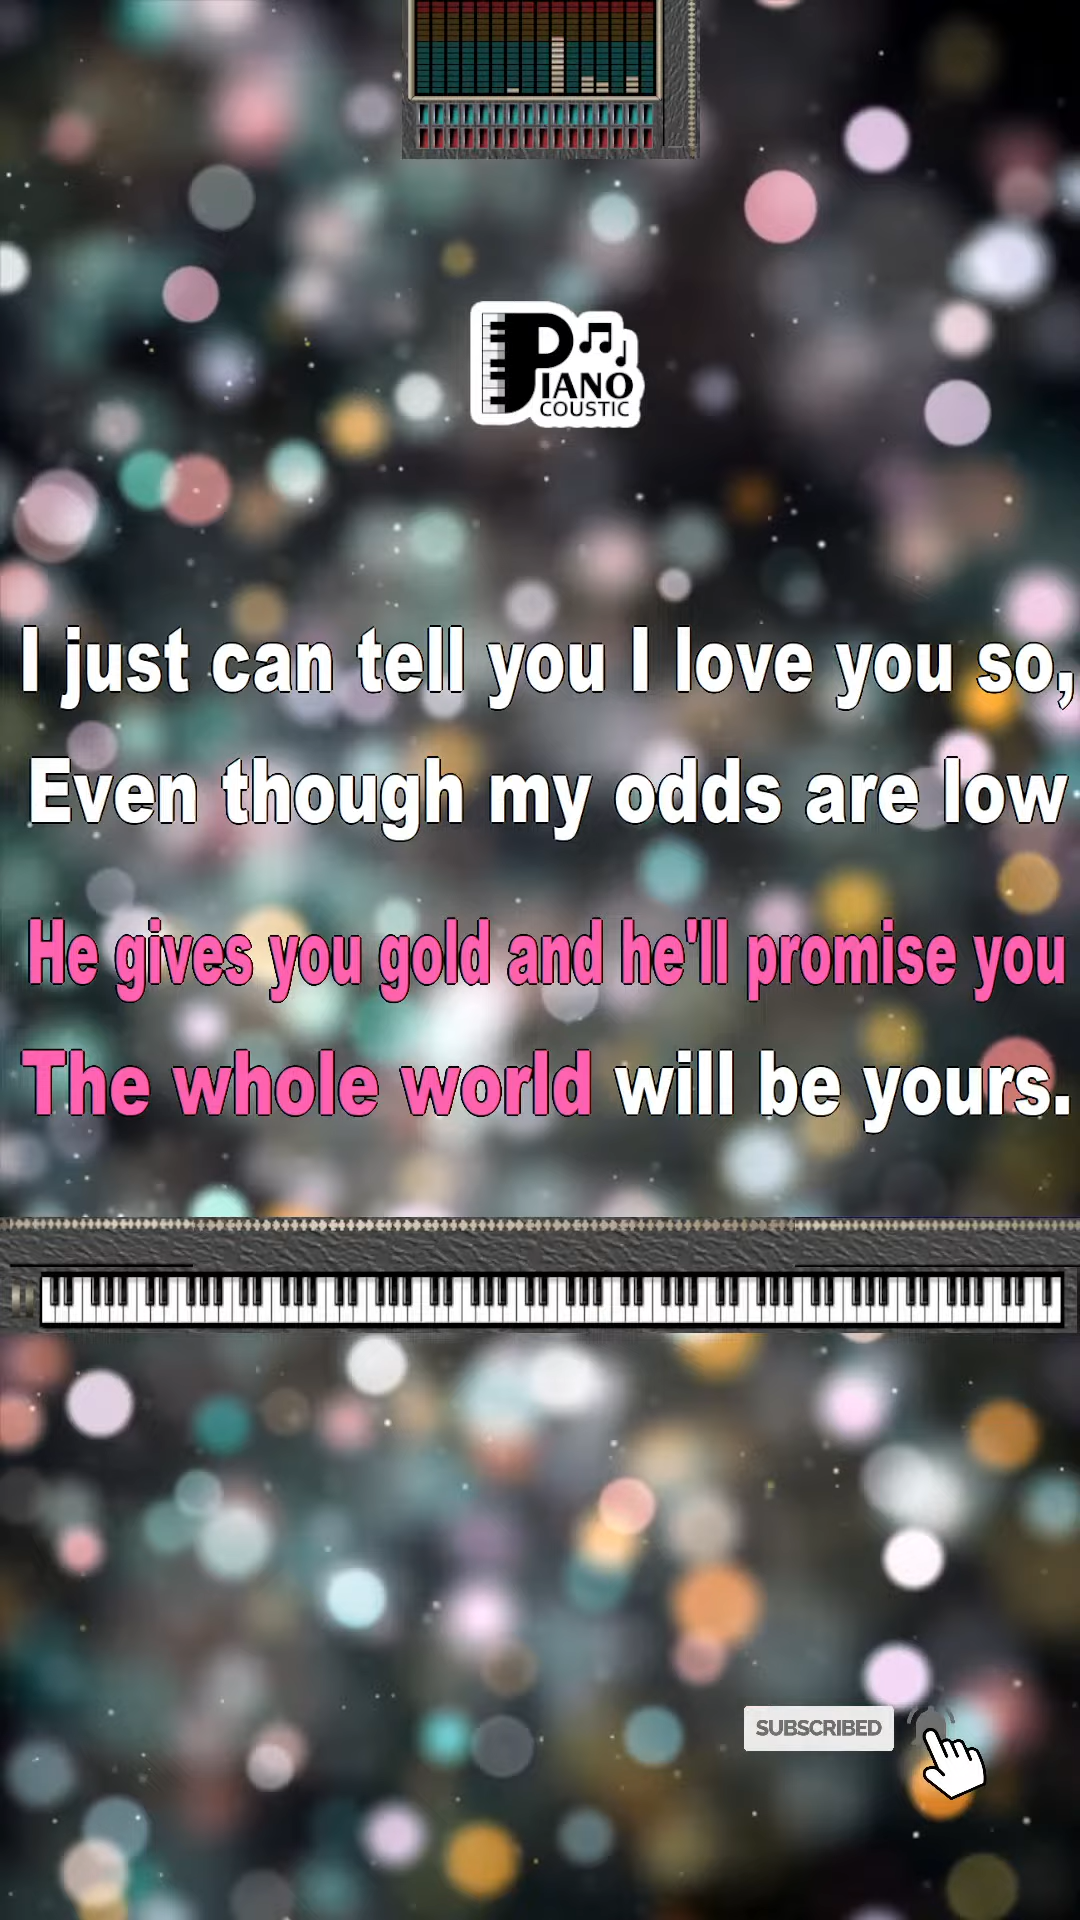 PIANO
COUSTIC
I just can tell you I love you so,
Even though my odds are low
He gives you gold and he'll promise you
The whole world will be yours.
SUBSCRIBED